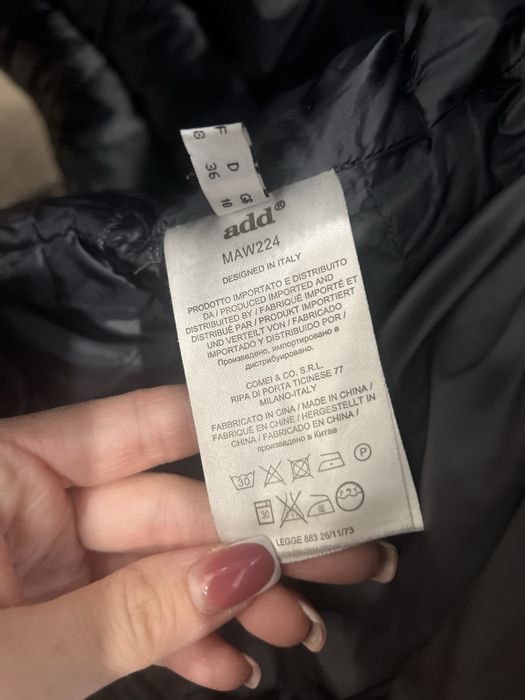 F D GB
36 10
add®
MAW224
DESIGNED IN ITALY
PRODOTTO IMPORTATO E DISTRIBUITO
DA / PRODUCED IMPORTED AND
DISTRIBUTED BY / FABRIQUÉ IMPORTÉ ET
DISTRIBUÉ PAR / PRODUKT IMPORTIERT
UND VERTEILT VON / FABRICADO
IMPORTADO Y DISTRIBUIDO POR /
Произведено, импортировано и
дистрибуировано.
COMEI & CO. S.R.L.
RIPA DI PORTA TICINESE 77
MILANO-ITALY
FABBRICATO IN CINA / MADE IN CHINA /
FABRIQUÉ EN CHINE / HERGESTELLT IN
CHINA / FABRICADO EN CHINA /
произведено в Китае
30 P
30
LEGGE 883 26/11/73